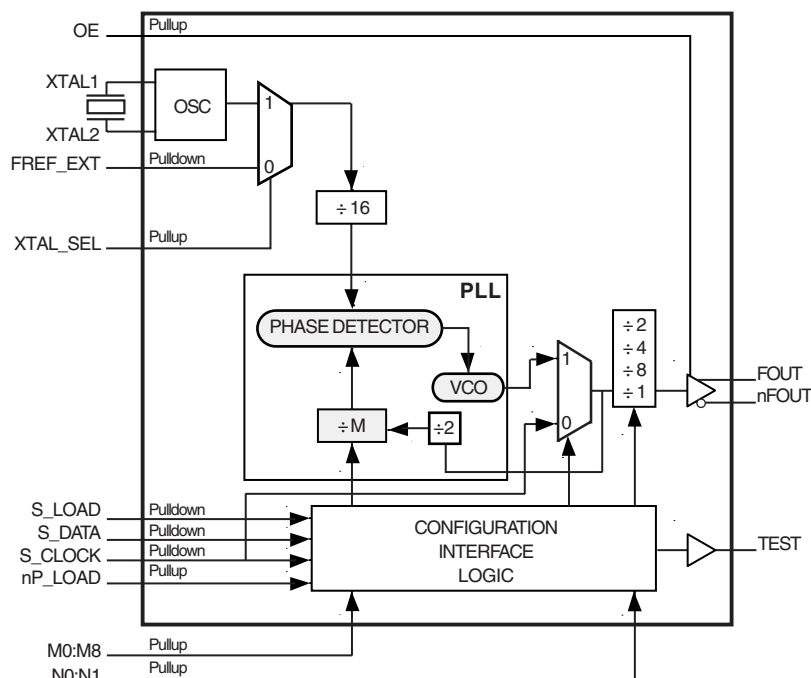 OE
Pullup
XTAL1
OSC
XTAL2
1
0
FREF_EXT
Pulldown
÷ 16
XTAL_SEL
Pullup
PLL
PHASE DETECTOR
VCO
÷ M
÷2
1
0
÷ 2
÷ 4
÷ 8
÷ 1
FOUT
nFOUT
S_LOAD
Pulldown
S_DATA
Pulldown
S_CLOCK
Pulldown
nP_LOAD
Pullup
CONFIGURATION
INTERFACE
LOGIC
TEST
M0:M8
Pullup
N0:N1
Pullup